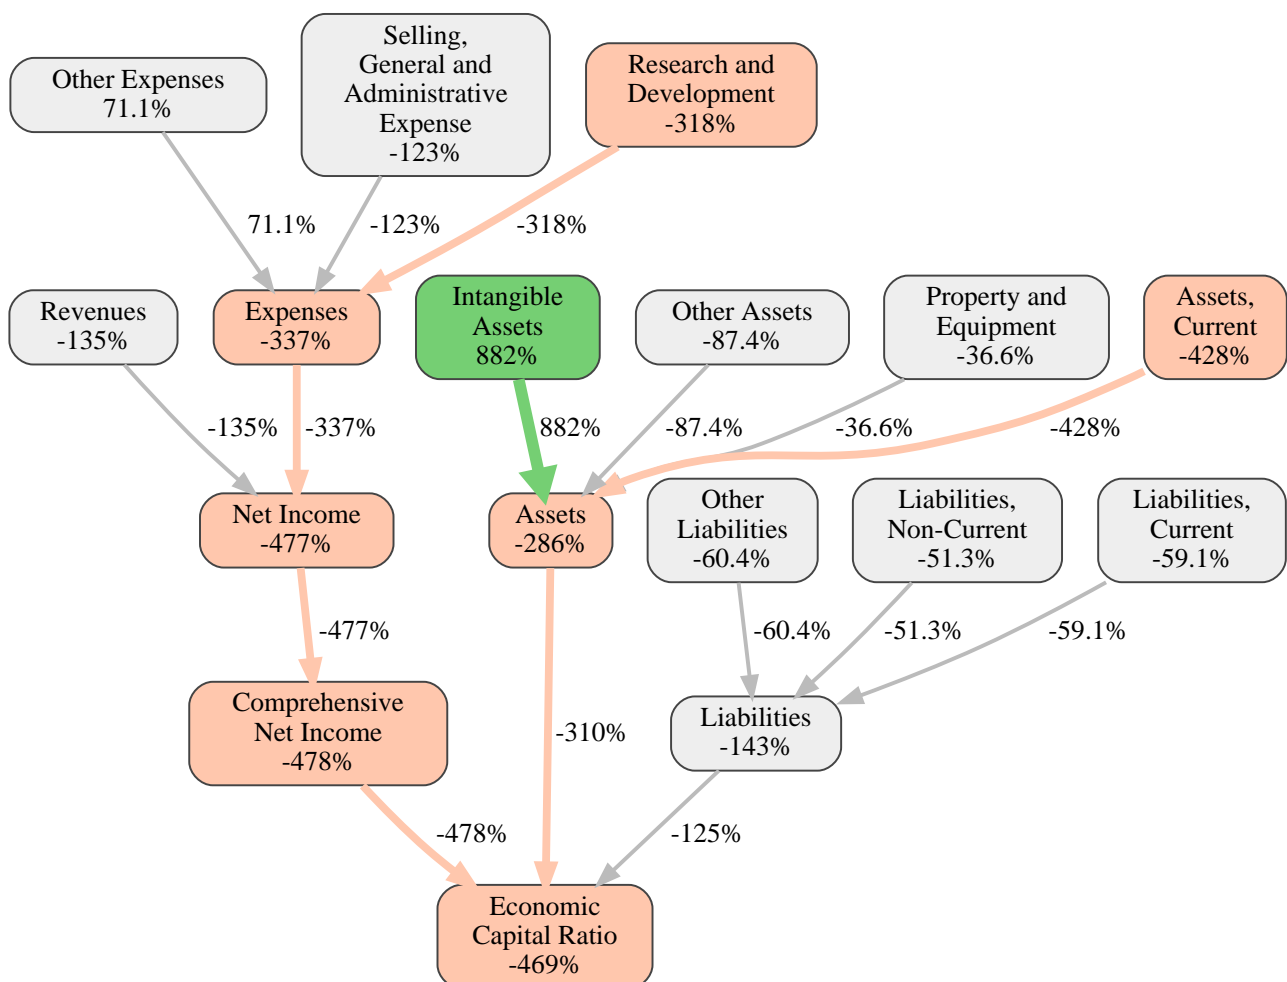 Other Expenses
71.1%
Selling,
General and
Administrative
Expense
-123%
Research and
Development
-318%
71.1%
-123%
-318%
Revenues
-135%
Expenses
-337%
Intangible
Assets
882%
Other Assets
-87.4%
Property and
Equipment
-36.6%
Assets,
Current
-428%
-135%
-337%
882%
-87.4%
-36.6%
-428%
Net Income
-477%
Assets
-286%
Other
Liabilities
-60.4%
Liabilities,
Non-Current
-51.3%
Liabilities,
Current
-59.1%
-477%
-60.4%
-51.3%
-59.1%
Comprehensive
Net Income
-478%
-310%
Liabilities
-143%
-478%
-125%
Economic
Capital Ratio
-469%